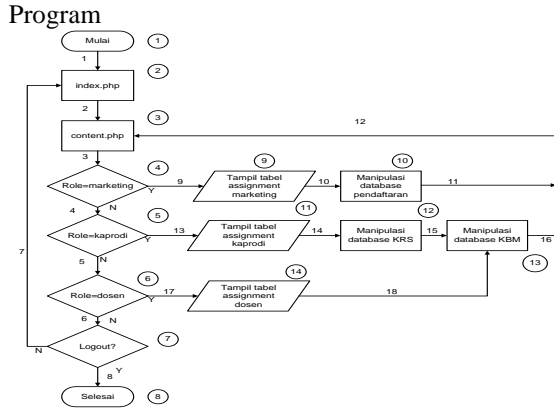 Program
Mulai
1
1
2
index.php
2
3
content.php
12
3
4
9
10
Role=marketing
Y
9
Tampil tabel
assignment
marketing
10
Manipulasi
database
pendaftaran
11
4
N
5
11
12
Role=kaprodi
Y
13
Tampil tabel
assignment
kaprodi
14
Manipulasi
database KRS
15
Manipulasi
database KBM
16
7
5
N
13
6
14
Role=dosen
Y
17
Tampil tabel
assignment
dosen
18
6
N
7
Logout?
N
Y
8
Selesai
8